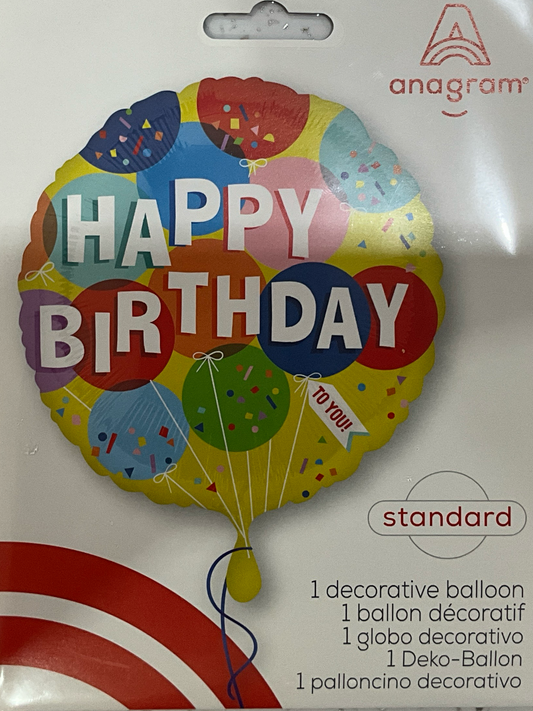 anagram®
HAPPY
BIRTHDAY
TO YOU!
standard
1 decorative balloon
1 ballon décoratif
1 globo decorativo
1 Deko-Ballon
1 palloncino decorativo